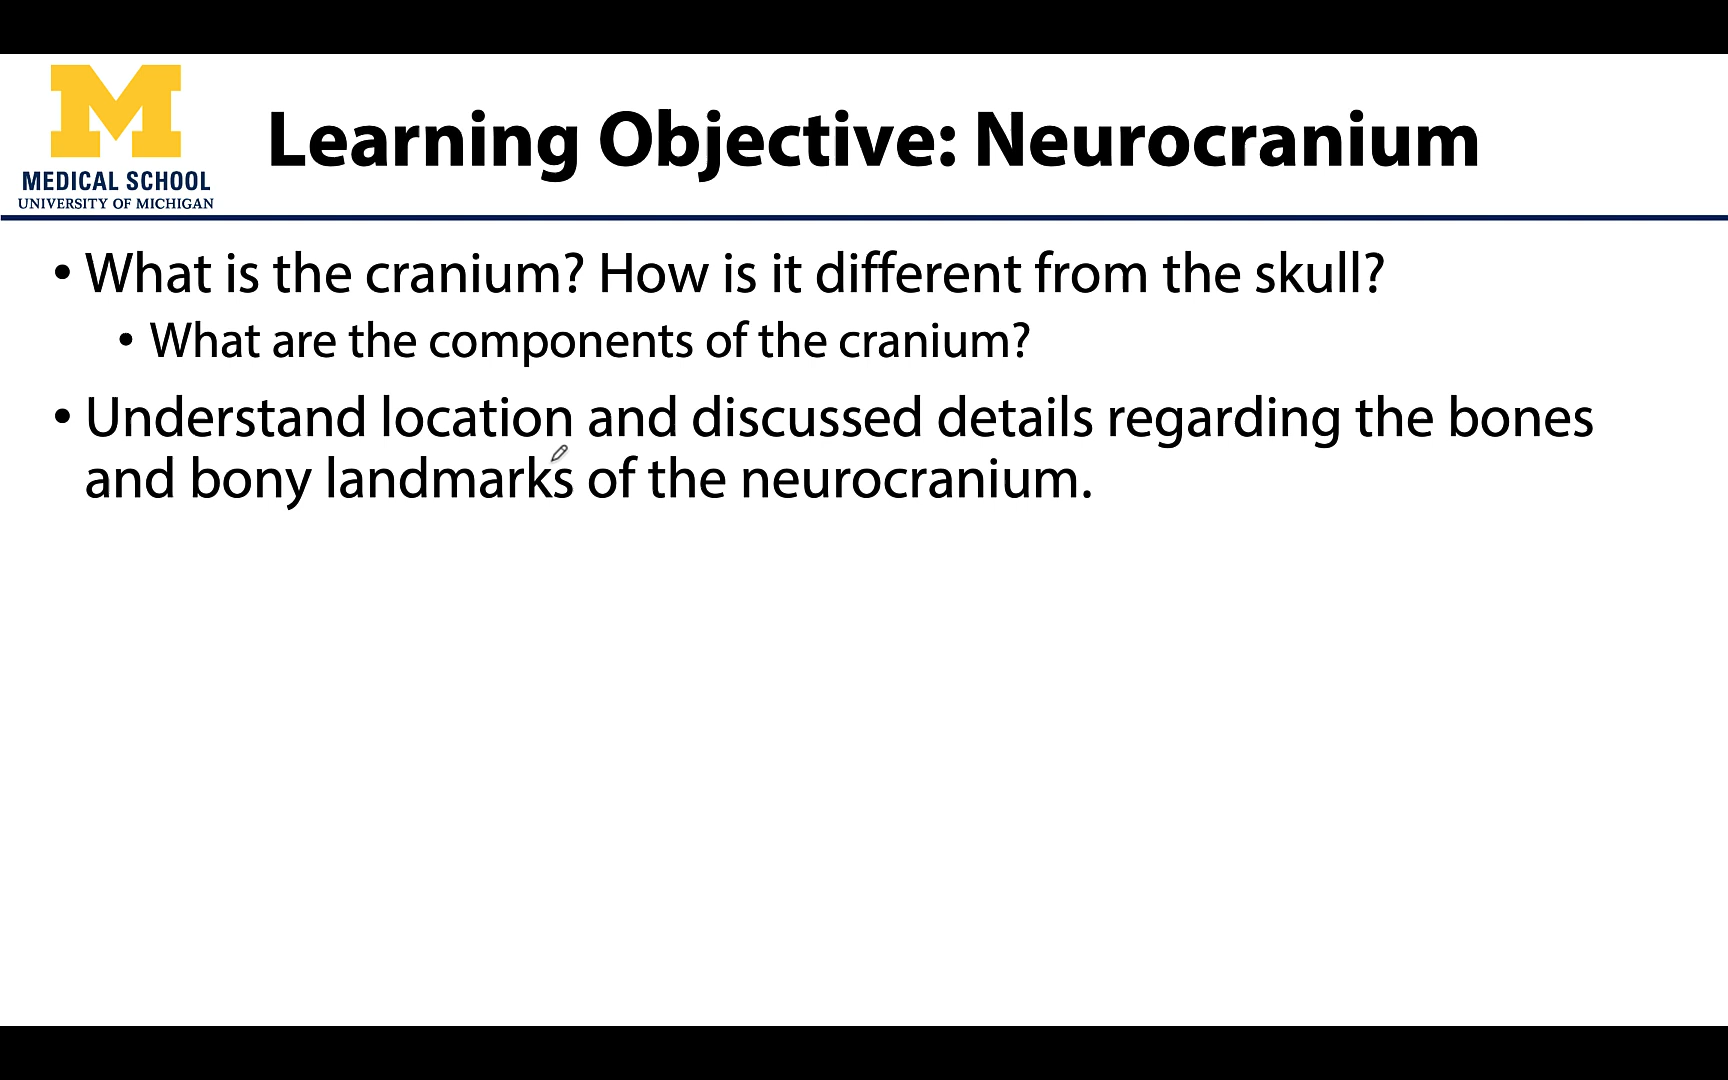 M
MEDICAL SCHOOL
UNIVERSITY OF MICHIGAN
Learning Objective: Neurocranium
• What is the cranium? How is it different from the skull?
• What are the components of the cranium?
• Understand location and discussed details regarding the bones
and bony landmarks of the neurocranium.